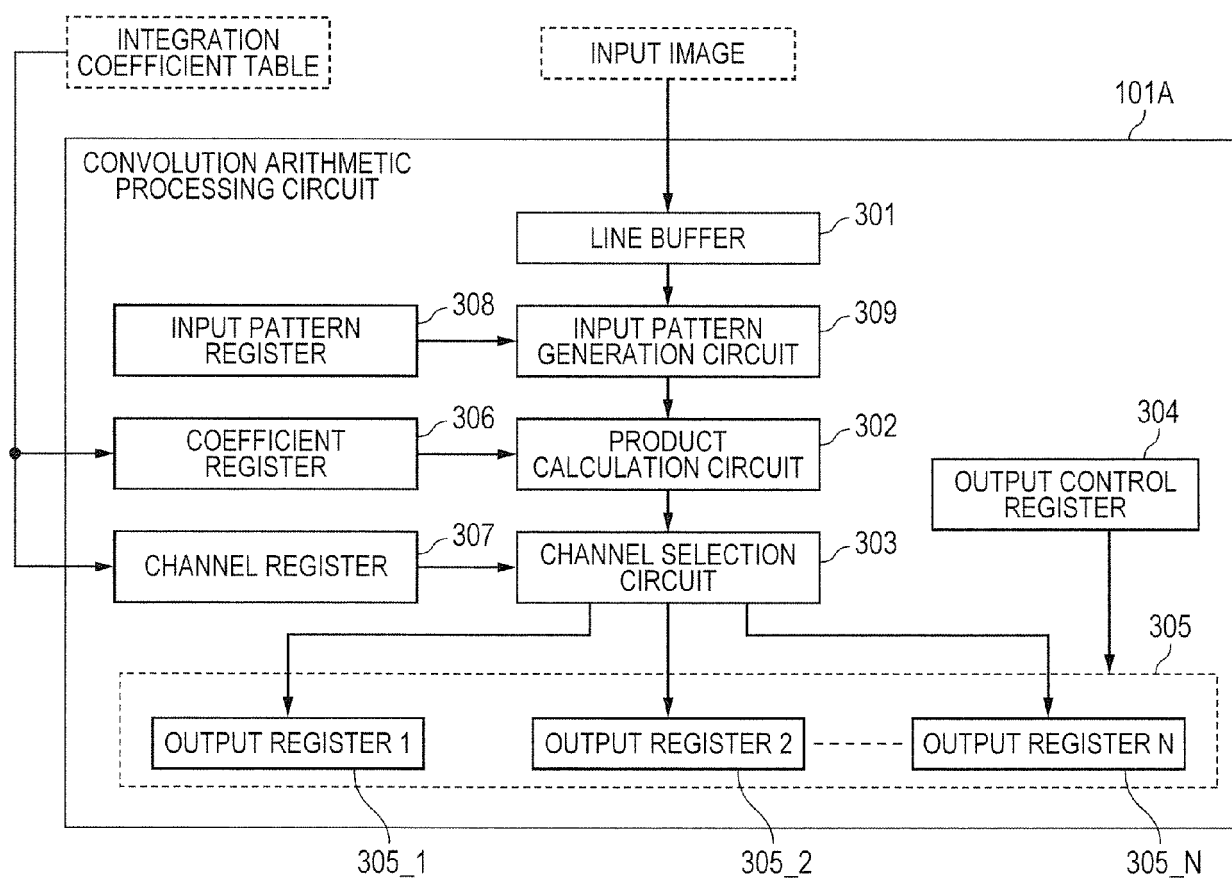 INTEGRATION
COEFFICIENT TABLE
INPUT IMAGE
101A
CONVOLUTION ARITHMETIC
PROCESSING CIRCUIT
301
LINE BUFFER
308
309
INPUT PATTERN
REGISTER
INPUT PATTERN
GENERATION CIRCUIT
306
302
COEFFICIENT
REGISTER
PRODUCT
CALCULATION CIRCUIT
304
OUTPUT CONTROL
REGISTER
307
303
CHANNEL REGISTER
CHANNEL SELECTION
CIRCUIT
305
OUTPUT REGISTER 1
OUTPUT REGISTER 2
OUTPUT REGISTER N
305_1
305_2
305_N